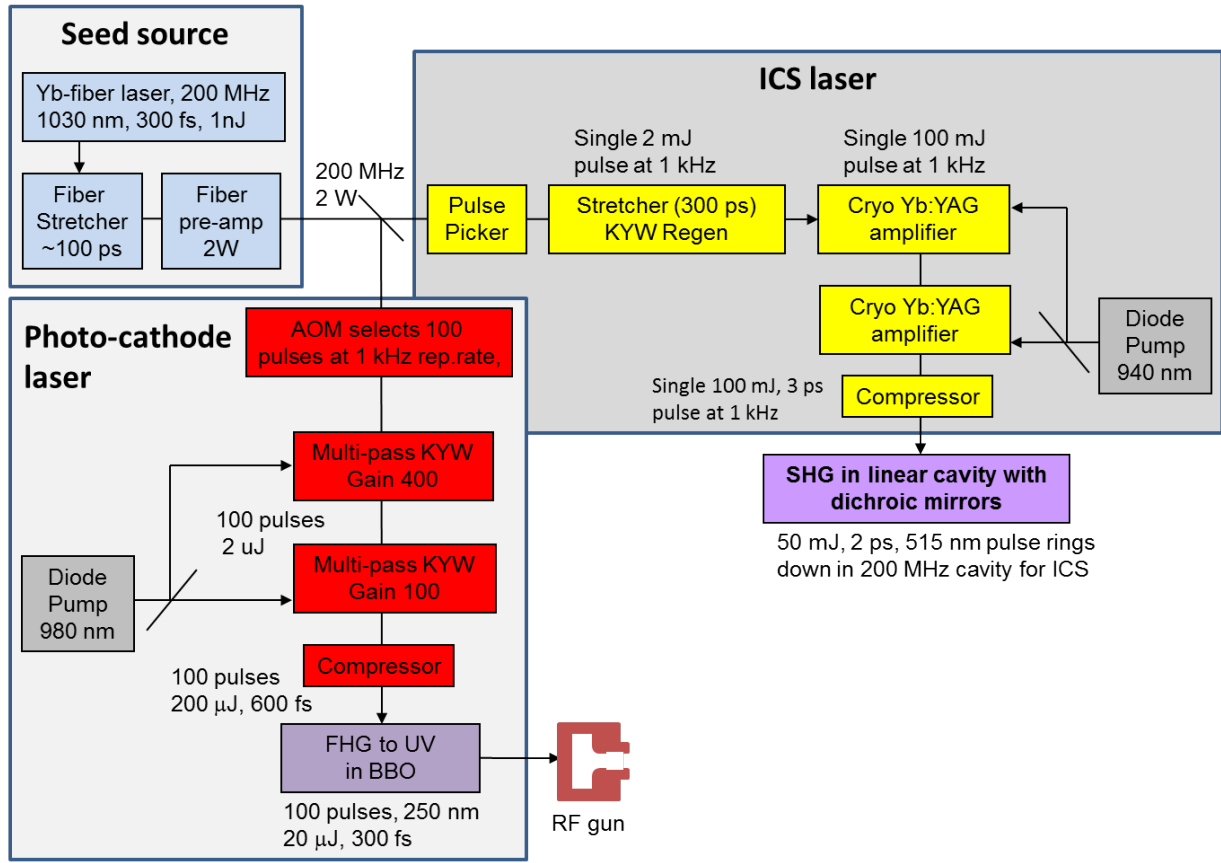 Seed source
Yb-fiber laser, 200 MHz
1030 nm, 300 fs, 1nJ
Fiber
Stretcher
~100 ps
Fiber
pre-amp
2W
200 MHz
2 W
ICS laser
Single 2 mJ
pulse at 1 kHz
Single 100 mJ
pulse at 1 kHz
Pulse
Picker
Stretcher (300 ps)
KYW Regen
Cryo Yb:YAG
amplifier
Cryo Yb:YAG
amplifier
Diode
Pump
940 nm
Single 100 mJ, 3 ps
pulse at 1 kHz
Compressor
SHG in linear cavity with
dichroic mirrors
50 mJ, 2 ps, 515 nm pulse rings
down in 200 MHz cavity for ICS
Photo-cathode
laser
AOM selects 100
pulses at 1 kHz rep.rate,
Multi-pass KYW
Gain 400
100 pulses
2 uJ
Multi-pass KYW
Gain 100
Diode
Pump
980 nm
Compressor
100 pulses
200 μJ, 600 fs
FHG to UV
in BBO
100 pulses, 250 nm
20 μJ, 300 fs
RF gun